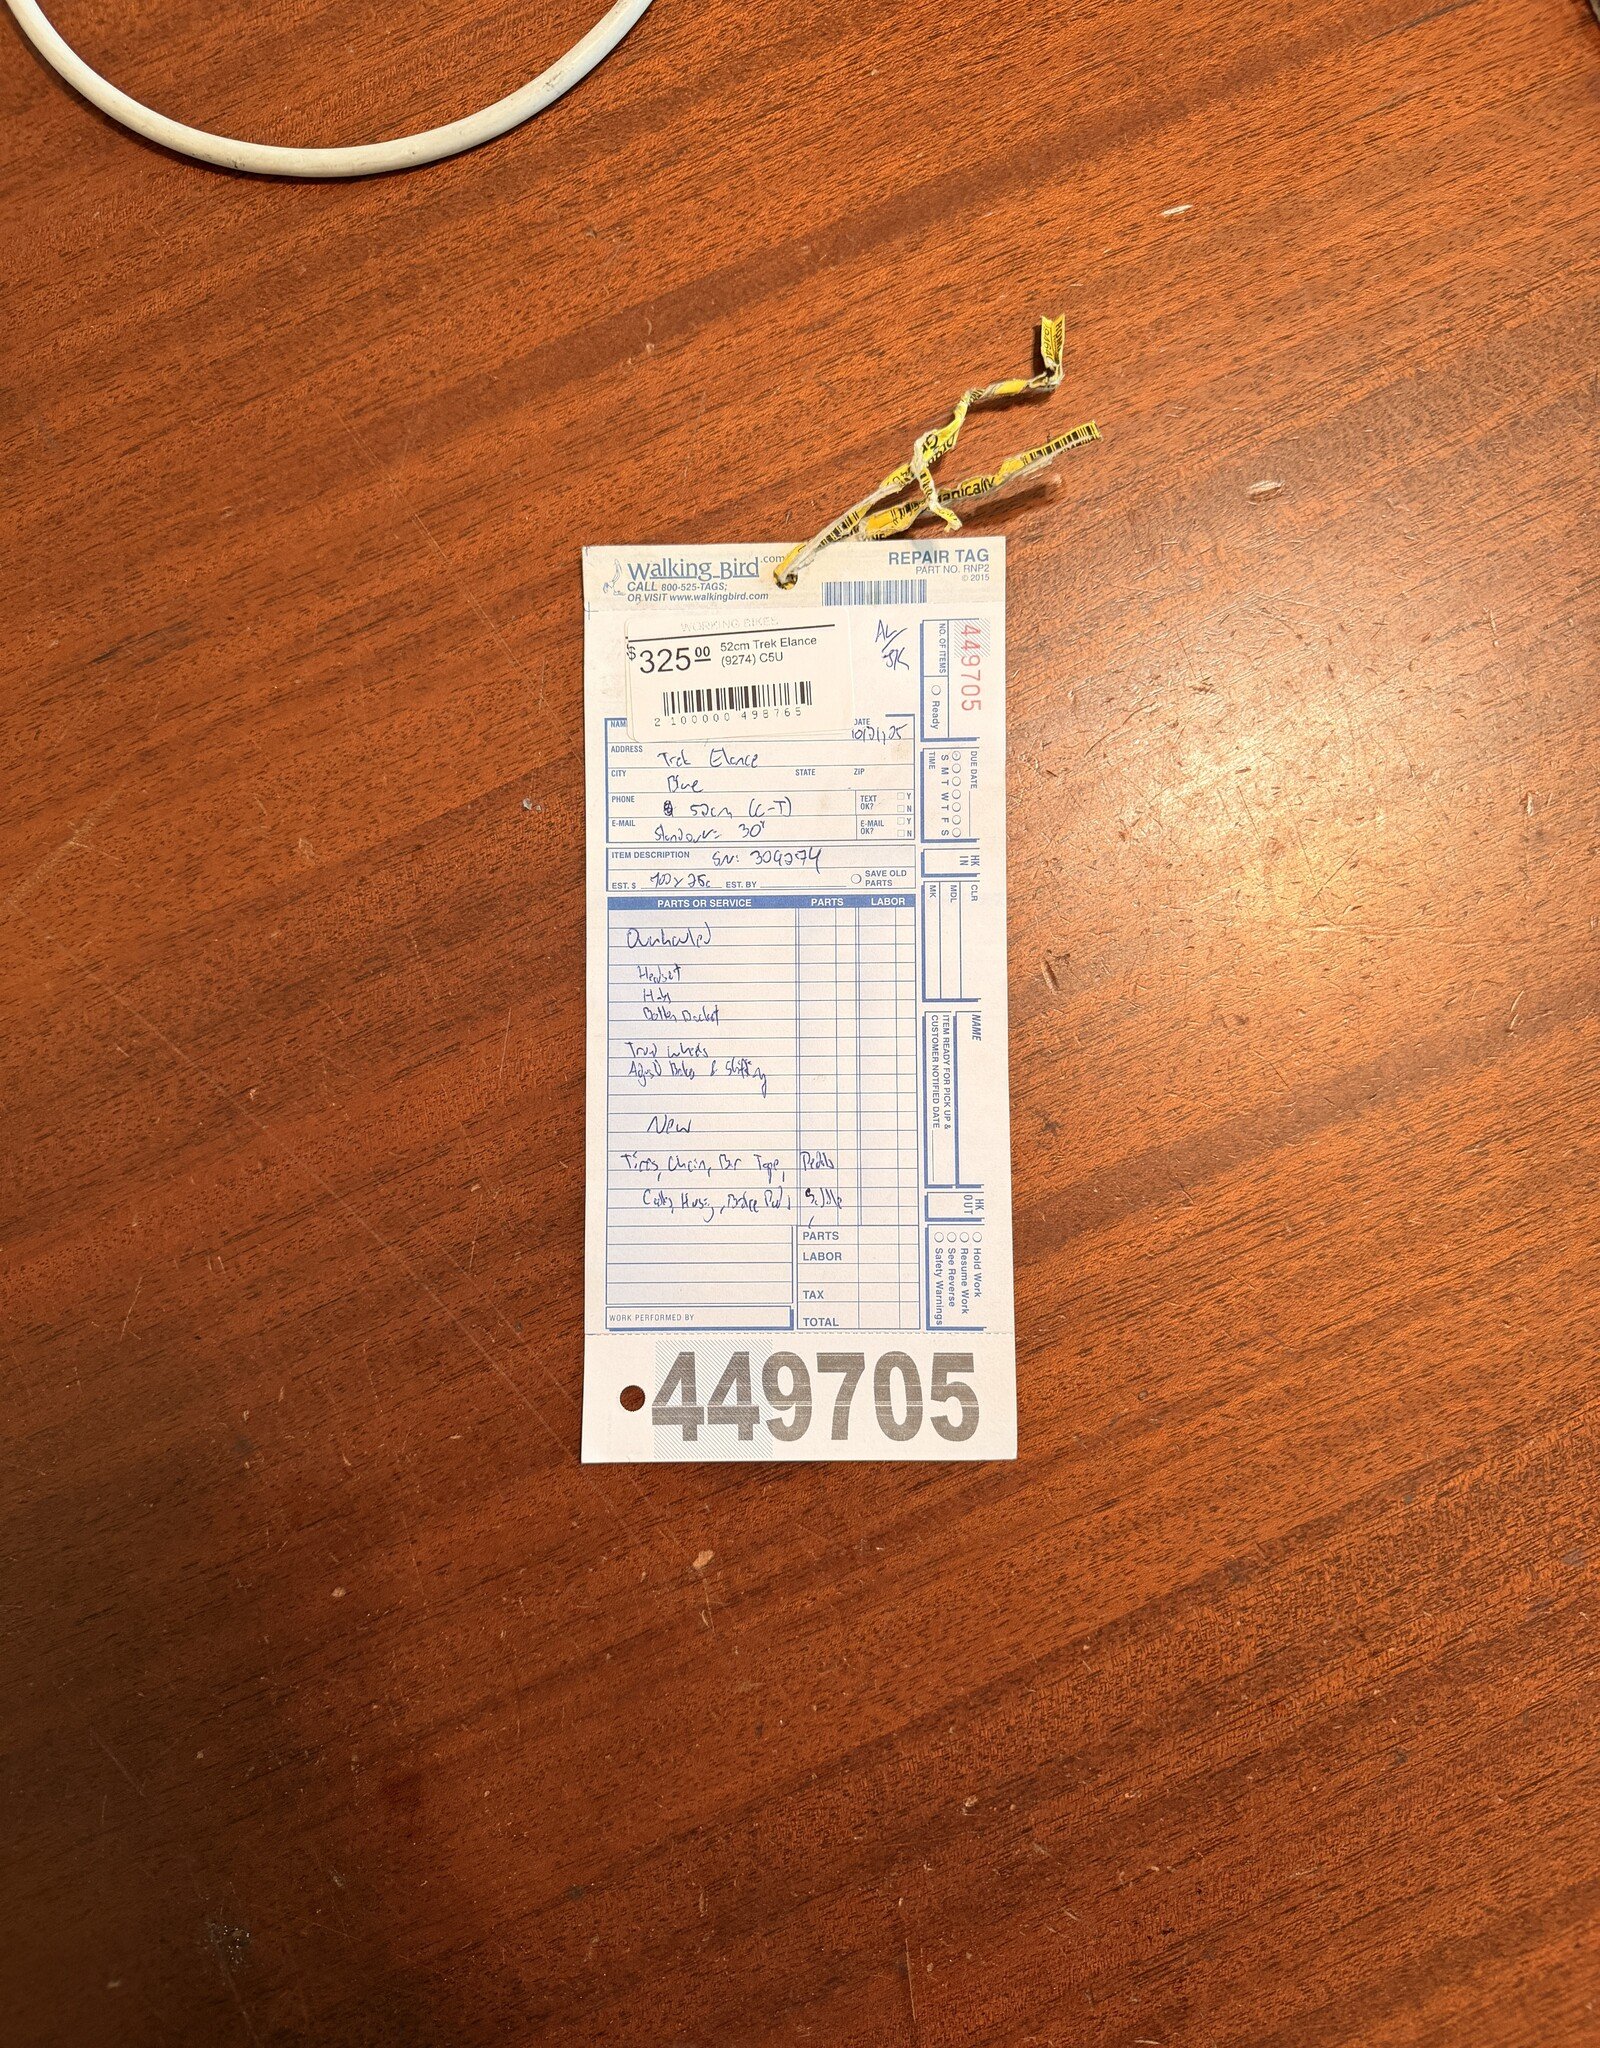 Walking Bird.com
CALL 800-525-TAGS;
OR VISIT www.walkingbird.com
REPAIR TAG
PART NO. RNP2
© 2015
WORKING BIKES
$325.00
52cm Trek Elance
(9274) C5U
2 100000 498765
AL/SK
449705
NO. OF ITEMS
Ready
DUE DATE
S M T W T F S
TIME
HK IN
CLR
MDL
MK
NAME
ITEM READY FOR PICK UP &
CUSTOMER NOTIFIED DATE
HK OUT
Hold Work
Resume Work
See Reverse
Safety Warnings
NAM
DATE
10/21/25
ADDRESS Trek Elance
CITY Blue STATE ZIP
PHONE 52cm (C-T) TEXT OK? Y N
E-MAIL Standover: 30" E-MAIL OK? Y N
ITEM DESCRIPTION SN: 309274
EST. $ 700 x 25c EST. BY SAVE OLD PARTS
PARTS OR SERVICE PARTS LABOR
Overhauled
Headset
Hubs
Bottom Bracket
Trued wheels
Adjust Brakes & Shifting
New
Tires, Chain, Bar Tape, Pedals
Cables, Housing, Brake Pads, Saddle
PARTS
LABOR
TAX
TOTAL
WORK PERFORMED BY
449705